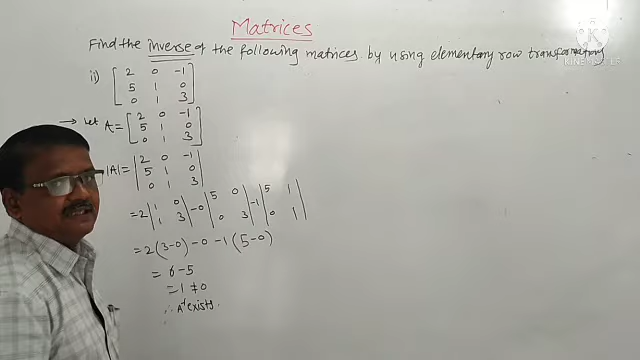 Matrices
Find the inverse of the following matrices by using elementary row transformations
ii) [ 2 0 -1
5 1 0
0 1 3 ]
→ Let A = [ 2 0 -1
5 1 0
0 1 3 ]
|A| = | 2 0 -1
5 1 0
0 1 3 |
= 2 | 1 0 | -0 | 5 0 | -1 | 5 1 |
| 1 3 | | 0 3 | | 0 1 |
= 2(3-0) -0 -1 (5-0)
= 6-5
= 1 ≠ 0
∴ A⁻¹ exists.
KINEMASTER